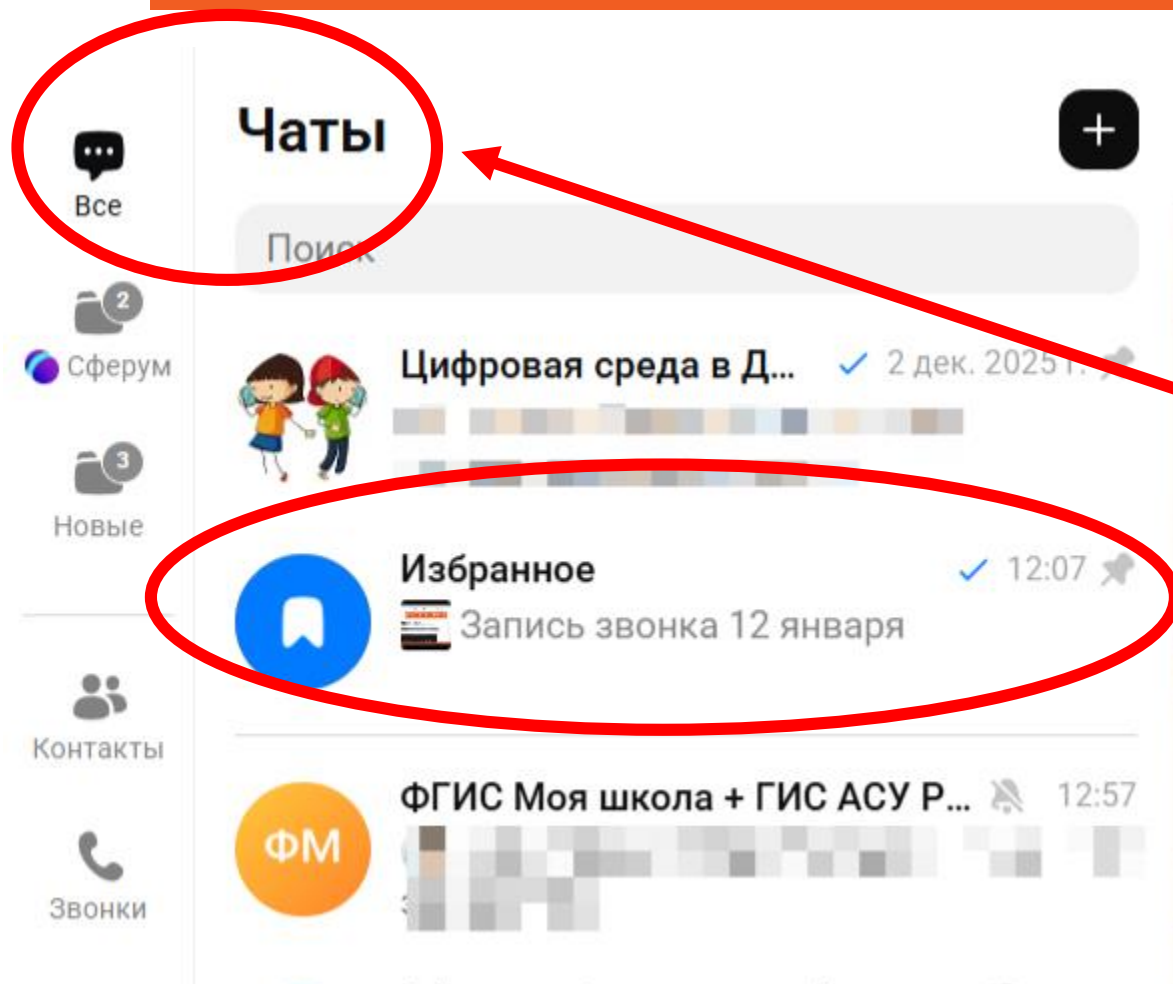 Чаты
Все
Поиск
2
Сферум
Цифровая среда в Д... 2 дек. 2025 г.
3
Новые
Избранное 12:07
Запись звонка 12 января
Контакты
ФГИС Моя школа + ГИС АСУ Р... 12:57
ФМ
Звонки